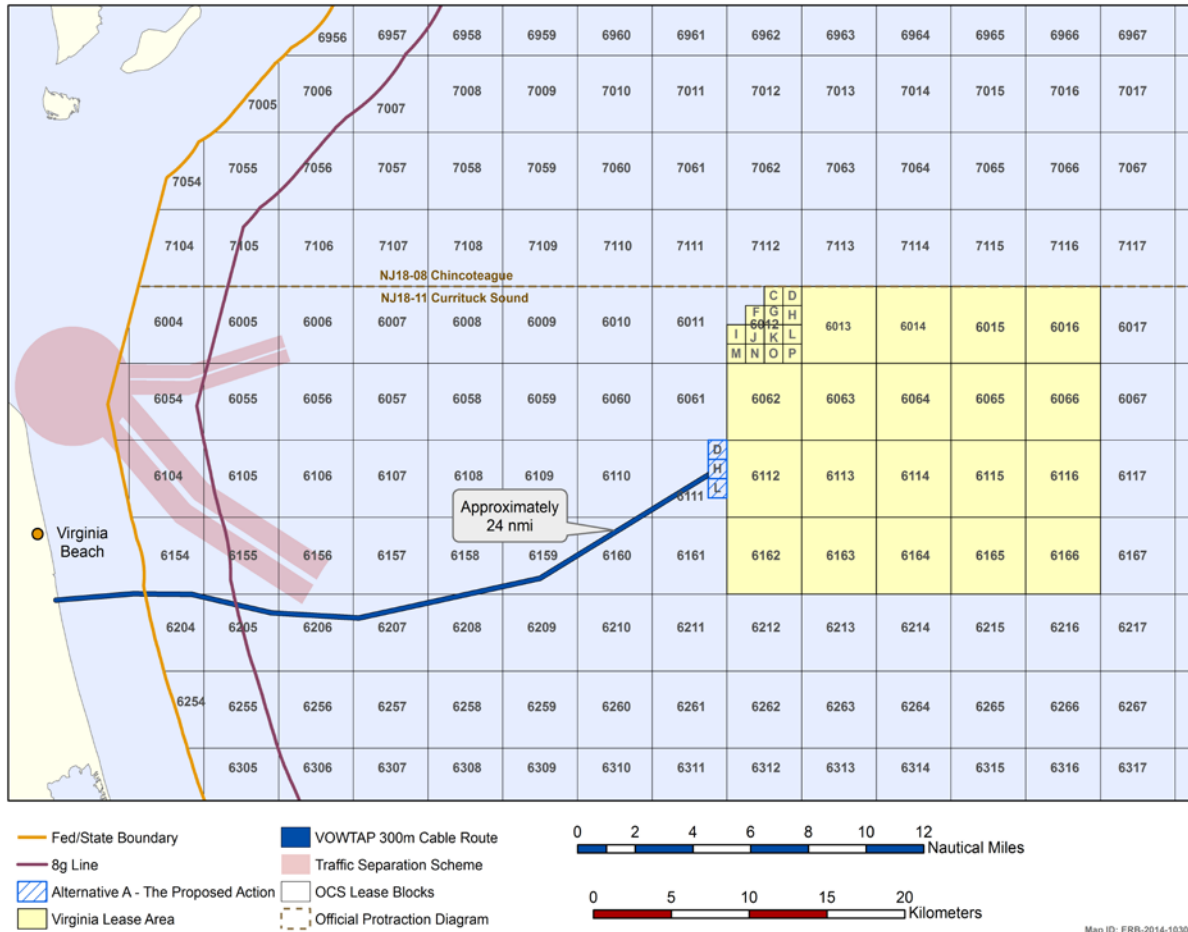 6956 6957 6958 6959 6960 6961 6962 6963 6964 6965 6966 6967
7005 7006 7007 7008 7009 7010 7011 7012 7013 7014 7015 7016 7017
7054 7055 7056 7057 7058 7059 7060 7061 7062 7063 7064 7065 7066 7067
7104 7105 7106 7107 7108 7109 7110 7111 7112 7113 7114 7115 7116 7117
NJ18-08 Chincoteague
NJ18-11 Currituck Sound
C D
F G H
6004 6005 6006 6007 6008 6009 6010 6011 6012 6013 6014 6015 6016 6017
I J K L
M N O P
6054 6055 6056 6057 6058 6059 6060 6061 6062 6063 6064 6065 6066 6067
D
H
L
6104 6105 6106 6107 6108 6109 6110 6111 6112 6113 6114 6115 6116 6117
Approximately
24 nmi
Virginia
Beach
6154 6155 6156 6157 6158 6159 6160 6161 6162 6163 6164 6165 6166 6167
6204 6205 6206 6207 6208 6209 6210 6211 6212 6213 6214 6215 6216 6217
6254 6255 6256 6257 6258 6259 6260 6261 6262 6263 6264 6265 6266 6267
6305 6306 6307 6308 6309 6310 6311 6312 6313 6314 6315 6316 6317
Fed/State Boundary
8g Line
Alternative A - The Proposed Action
Virginia Lease Area
VOWTAP 300m Cable Route
Traffic Separation Scheme
OCS Lease Blocks
Official Protraction Diagram
0 2 4 6 8 10 12
Nautical Miles
0 5 10 15 20
Kilometers
Map ID: ERB-2014-1030